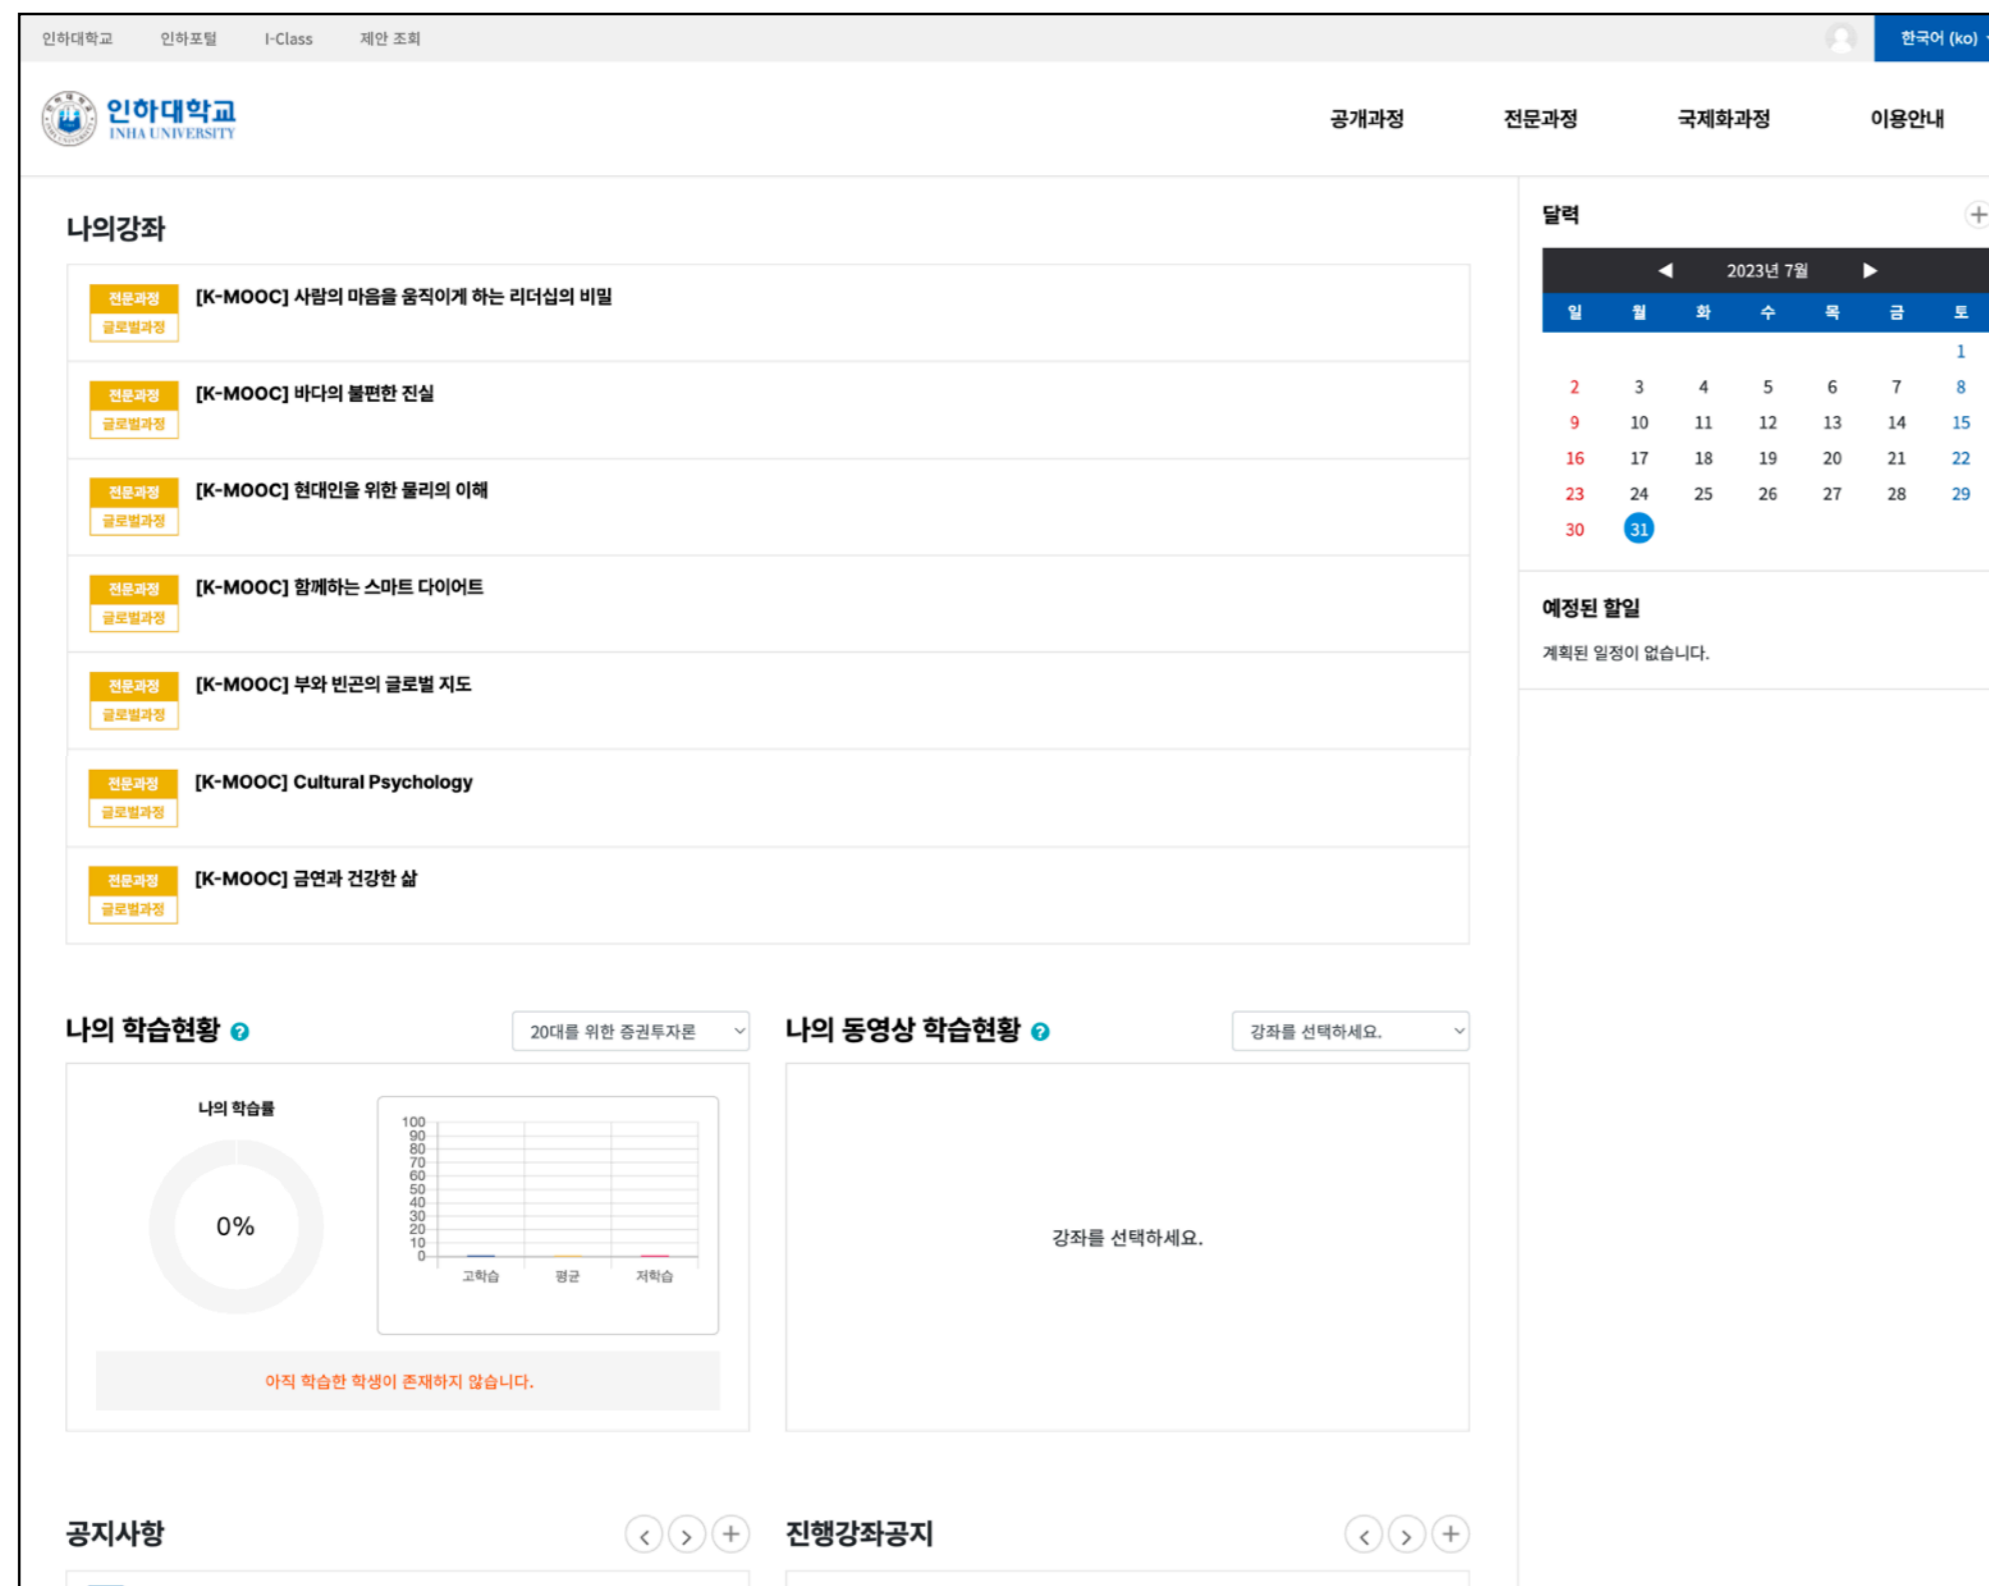 인하대학교 인하포털 I-Class 제안 조회 한국어 (ko)
인하대학교
INHA UNIVERSITY
공개과정 전문과정 국제화과정 이용안내
나의강좌
전문과정 [K-MOOC] 사람의 마음을 움직이게 하는 리더십의 비밀
글로벌과정
전문과정 [K-MOOC] 바다의 불편한 진실
글로벌과정
전문과정 [K-MOOC] 현대인을 위한 물리의 이해
글로벌과정
전문과정 [K-MOOC] 함께하는 스마트 다이어트
글로벌과정
전문과정 [K-MOOC] 부와 빈곤의 글로벌 지도
글로벌과정
전문과정 [K-MOOC] Cultural Psychology
글로벌과정
전문과정 [K-MOOC] 금연과 건강한 삶
글로벌과정
달력
2023년 7월
일 월 화 수 목 금 토
1
2 3 4 5 6 7 8
9 10 11 12 13 14 15
16 17 18 19 20 21 22
23 24 25 26 27 28 29
30 31
예정된 할일
계획된 일정이 없습니다.
나의 학습현황 ? 20대를 위한 증권투자론
나의 학습률
0%
100
90
80
70
60
50
40
30
20
10
0
고학습 평균 저학습
아직 학습한 학생이 존재하지 않습니다.
나의 동영상 학습현황 ? 강좌를 선택하세요.
강좌를 선택하세요.
공지사항
진행강좌공지